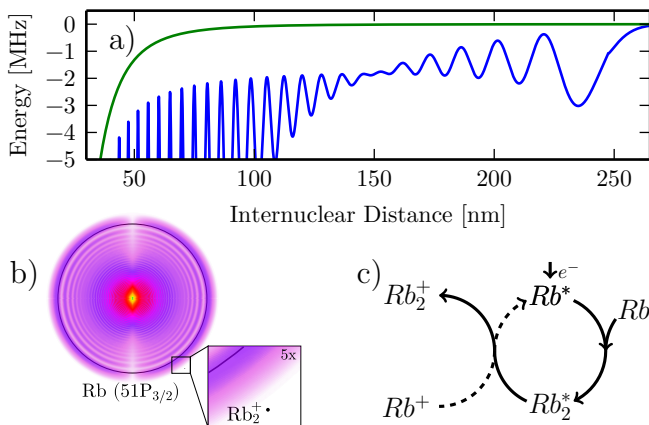 a)
Energy [MHz]
0
−1
−2
−3
−4
−5
50 100 150 200 250
Internuclear Distance [nm]
b)
Rb (51P3/2)
5x
Rb2+
c)
e−
Rb2+ Rb* Rb
Rb+ Rb2*